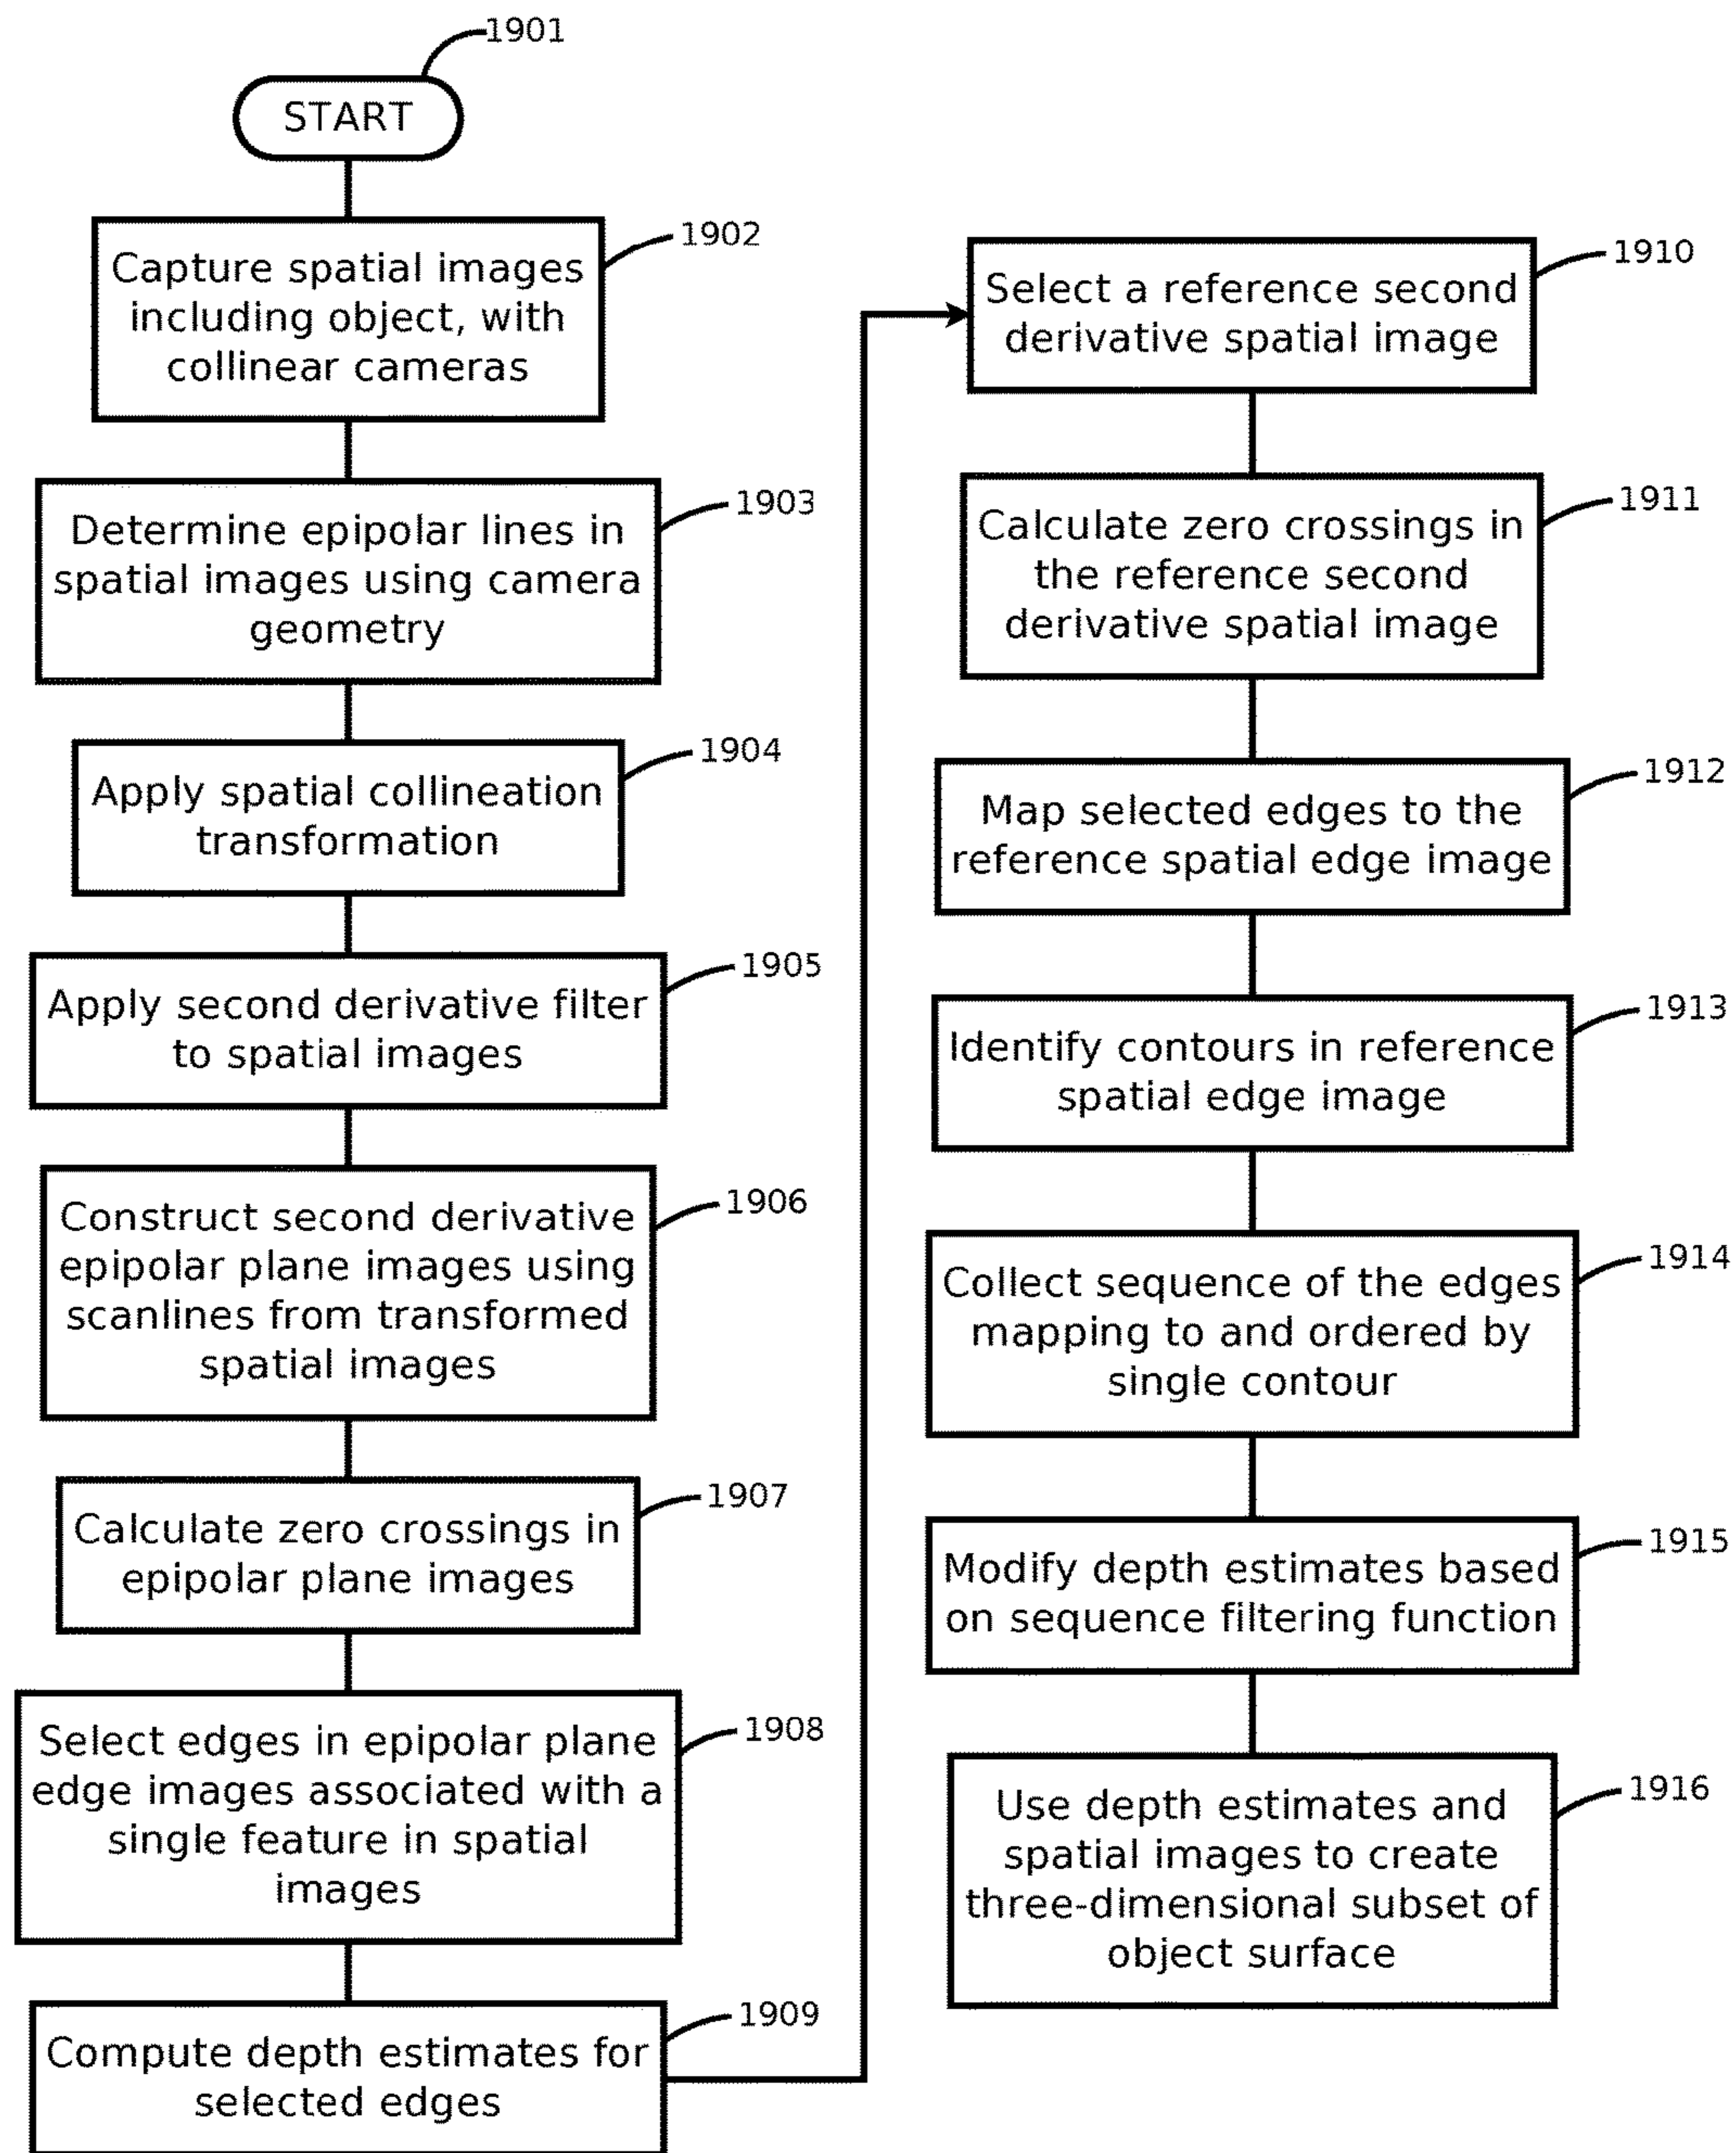 1901
START
1902
Capture spatial images
including object, with
collinear cameras
1903
Determine epipolar lines in
spatial images using camera
geometry
1904
Apply spatial collineation
transformation
1905
Apply second derivative filter
to spatial images
1906
Construct second derivative
epipolar plane images using
scanlines from transformed
spatial images
1907
Calculate zero crossings in
epipolar plane images
1908
Select edges in epipolar plane
edge images associated with a
single feature in spatial
images
1909
Compute depth estimates for
selected edges
1910
Select a reference second
derivative spatial image
1911
Calculate zero crossings in
the reference second
derivative spatial image
1912
Map selected edges to the
reference spatial edge image
1913
Identify contours in reference
spatial edge image
1914
Collect sequence of the edges
mapping to and ordered by
single contour
1915
Modify depth estimates based
on sequence filtering function
1916
Use depth estimates and
spatial images to create
three-dimensional subset of
object surface